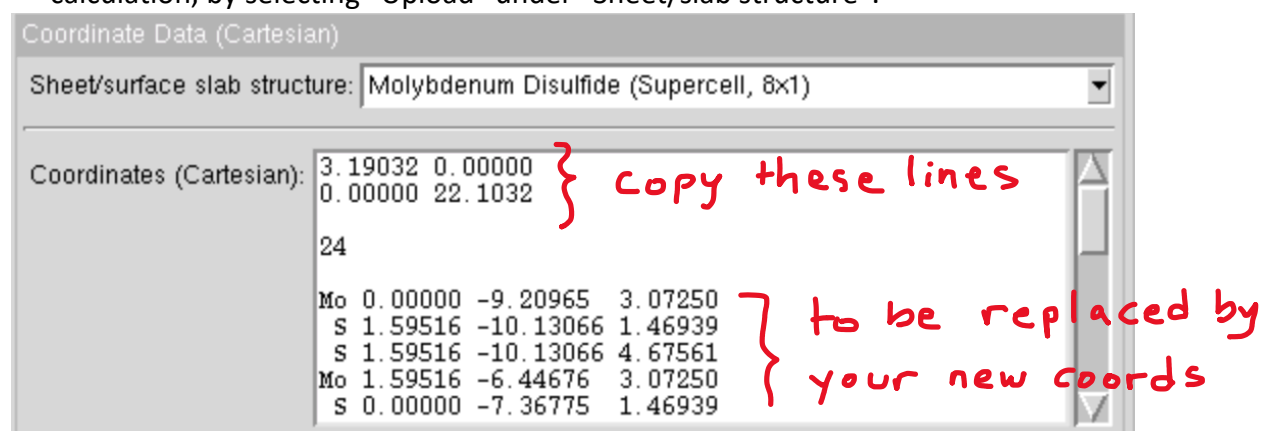 calculation, by selecting "Upload" under "Sheet/slab structure".
Coordinate Data (Cartesian)
Sheet/surface slab structure: Molybdenum Disulfide (Supercell, 8x1)
Coordinates (Cartesian):
3.19032 0.00000
0.00000 22.1032
copy these lines
24
Mo 0.00000 -9.20965 3.07250
S 1.59516 -10.13066 1.46939
S 1.59516 -10.13066 4.67561
Mo 1.59516 -6.44676 3.07250
S 0.00000 -7.36775 1.46939
to be replaced by
your new coords